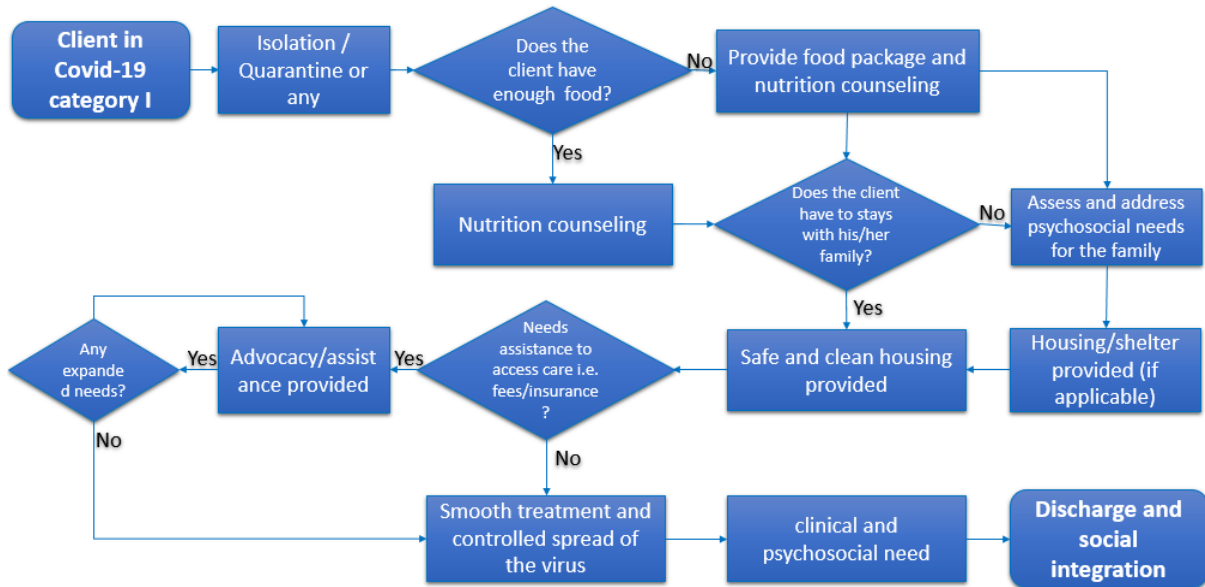 Client in
Covid-19
category I
Isolation /
Quarantine or
any
Does the
client have
enough food?
No
Provide food package and
nutrition counseling
Yes
Nutrition counseling
Does the client
have to stays
with his/her
family?
No
Assess and address
psychosocial needs
for the family
Yes
Any
expande
d needs?
Yes
Advocacy/assist
ance provided
Yes
Needs
assistance to
access care i.e.
fees/insurance
?
Safe and clean housing
provided
Housing/shelter
provided (if
applicable)
No
No
Smooth treatment and
controlled spread of
the virus
clinical and
psychosocial need
Discharge and
social
integration